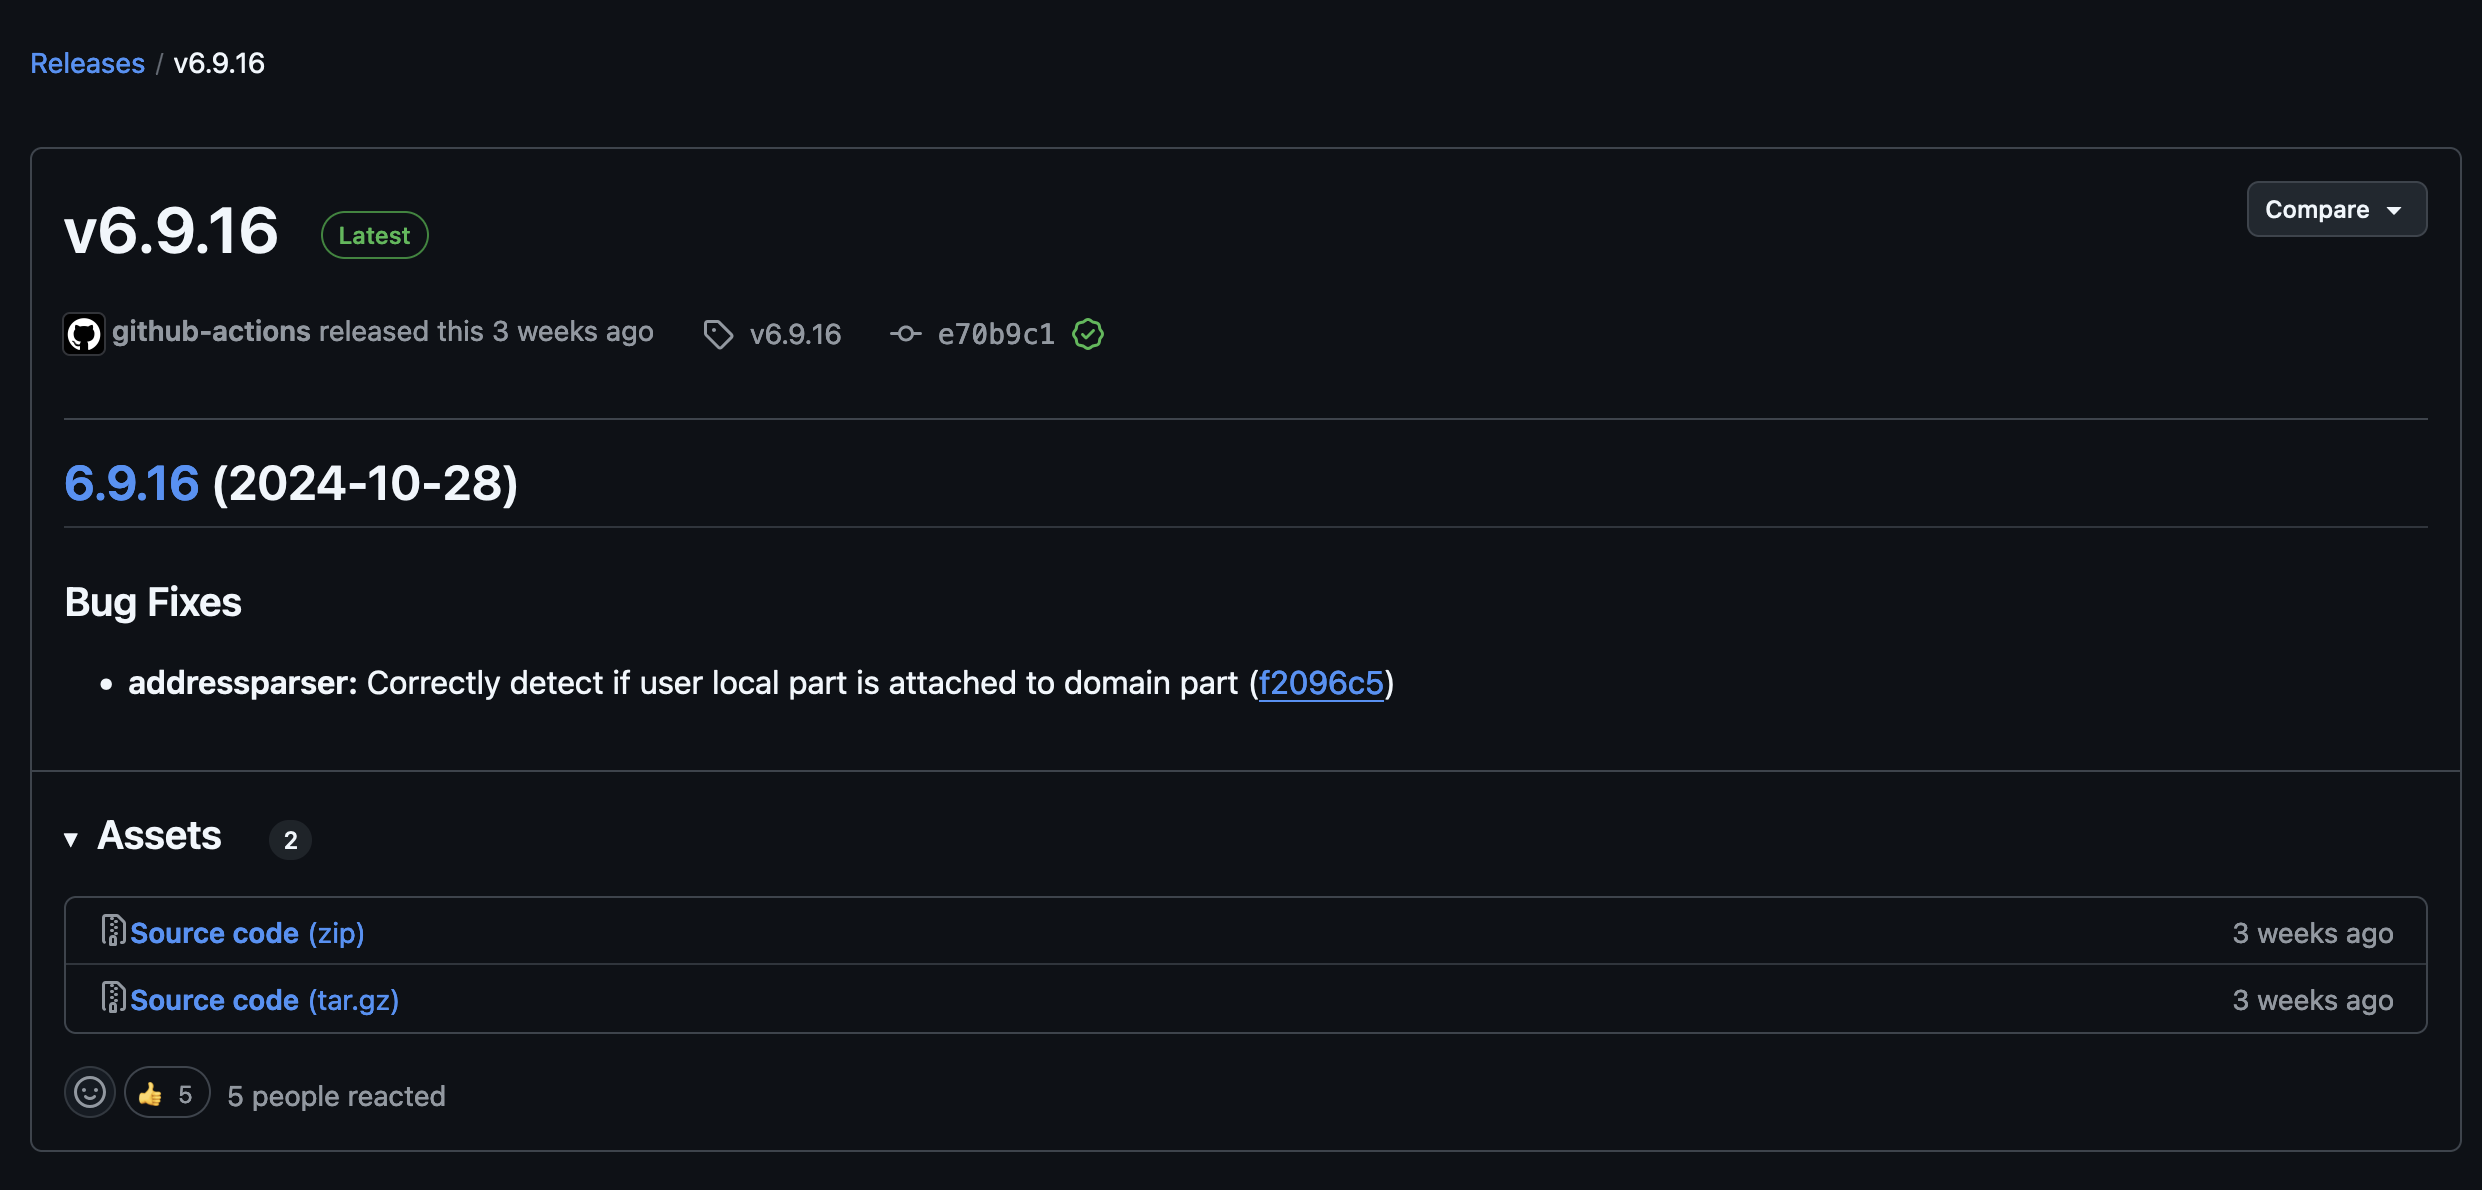 Releases / v6.9.16
v6.9.16 Latest
Compare
github-actions released this 3 weeks ago v6.9.16 e70b9c1
6.9.16 (2024-10-28)
Bug Fixes
• addressparser: Correctly detect if user local part is attached to domain part (f2096c5)
Assets 2
Source code (zip) 3 weeks ago
Source code (tar.gz) 3 weeks ago
👍 5 5 people reacted